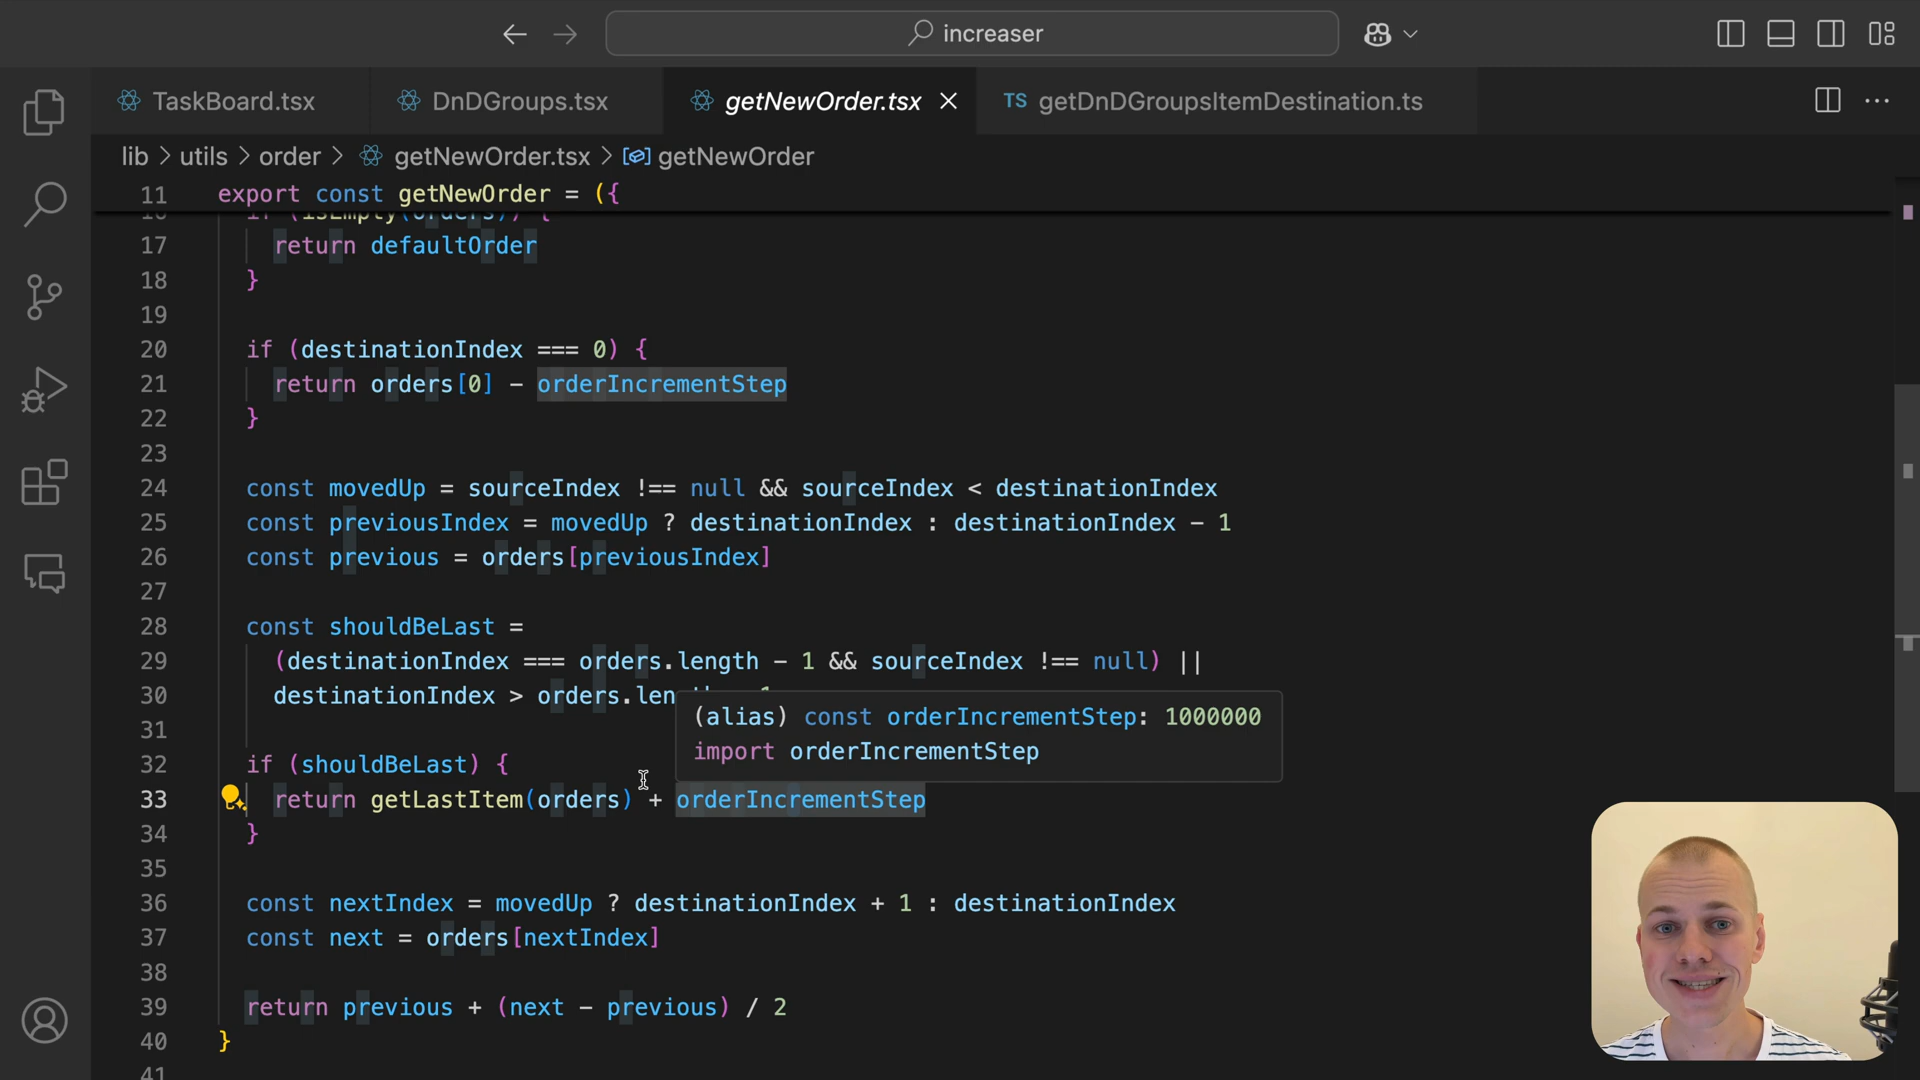 increaser
TaskBoard.tsx
DnDGroups.tsx
getNewOrder.tsx
TS getDnDGroupsItemDestination.ts
lib > utils > order > getNewOrder.tsx > getNewOrder
11 export const getNewOrder = ({
16 if (isEmpty(orders)) {
17 return defaultOrder
18 }
19
20 if (destinationIndex === 0) {
21 return orders[0] - orderIncrementStep
22 }
23
24 const movedUp = sourceIndex !== null && sourceIndex < destinationIndex
25 const previousIndex = movedUp ? destinationIndex : destinationIndex - 1
26 const previous = orders[previousIndex]
27
28 const shouldBeLast =
29 (destinationIndex === orders.length - 1 && sourceIndex !== null) ||
30 destinationIndex > orders.len
(alias) const orderIncrementStep: 1000000
31
import orderIncrementStep
32 if (shouldBeLast) {
33 return getLastItem(orders) + orderIncrementStep
34 }
35
36 const nextIndex = movedUp ? destinationIndex + 1 : destinationIndex
37 const next = orders[nextIndex]
38
39 return previous + (next - previous) / 2
40 }
41